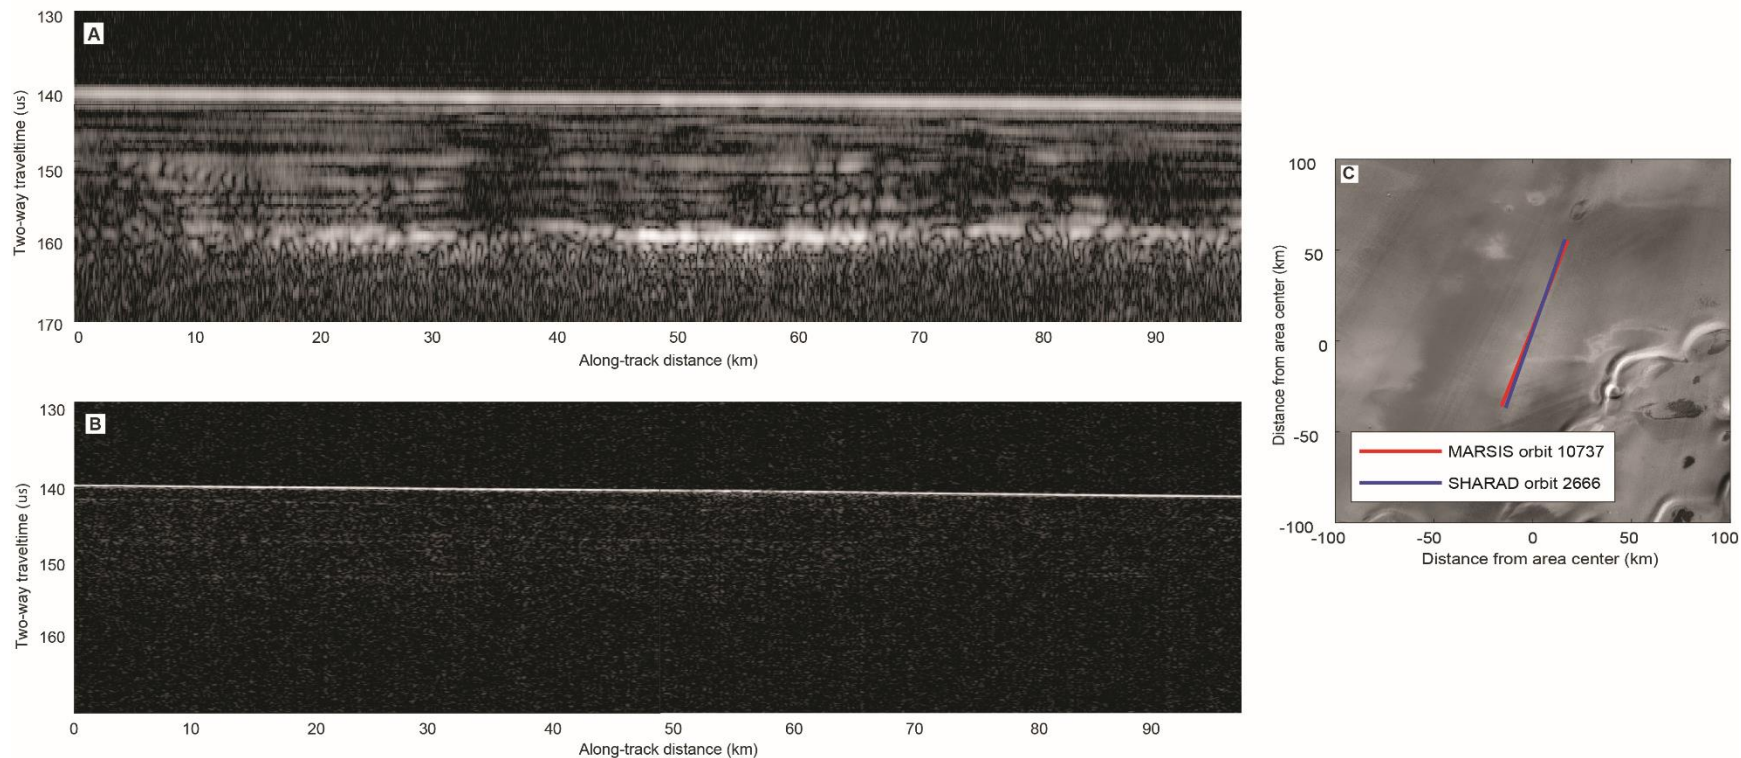 A
130
140
150
160
170
Two-way traveltime (us)
0 10 20 30 40 50 60 70 80 90
Along-track distance (km)
B
130
140
150
160
Two-way traveltime (us)
0 10 20 30 40 50 60 70 80 90
Along-track distance (km)
C
100
50
0
-50
-100
Distance from area center (km)
MARSIS orbit 10737
SHARAD orbit 2666
-100 -50 0 50 100
Distance from area center (km)